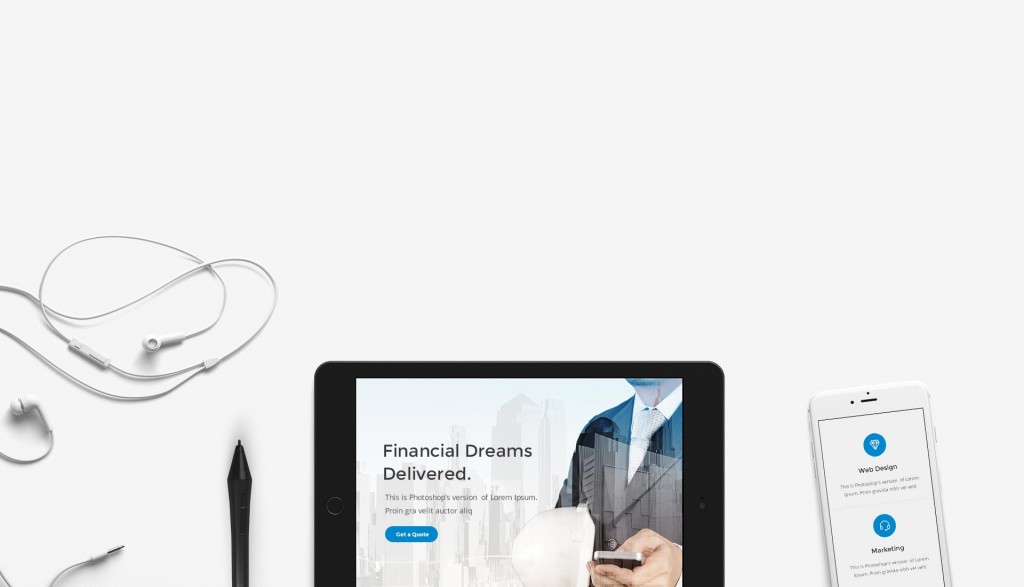 Financial Dreams
Delivered.
This is Photoshop's version of Lorem Ipsum.
Proin gra velit auctor aliq
Get a Quote
Web Design
This is Photoshop's version of Lorem
Ipsum. Proin gravida nibh vel velit
Marketing
This is Photoshop's version of Lorem
Ipsum. Proin gravida nibh vel velit